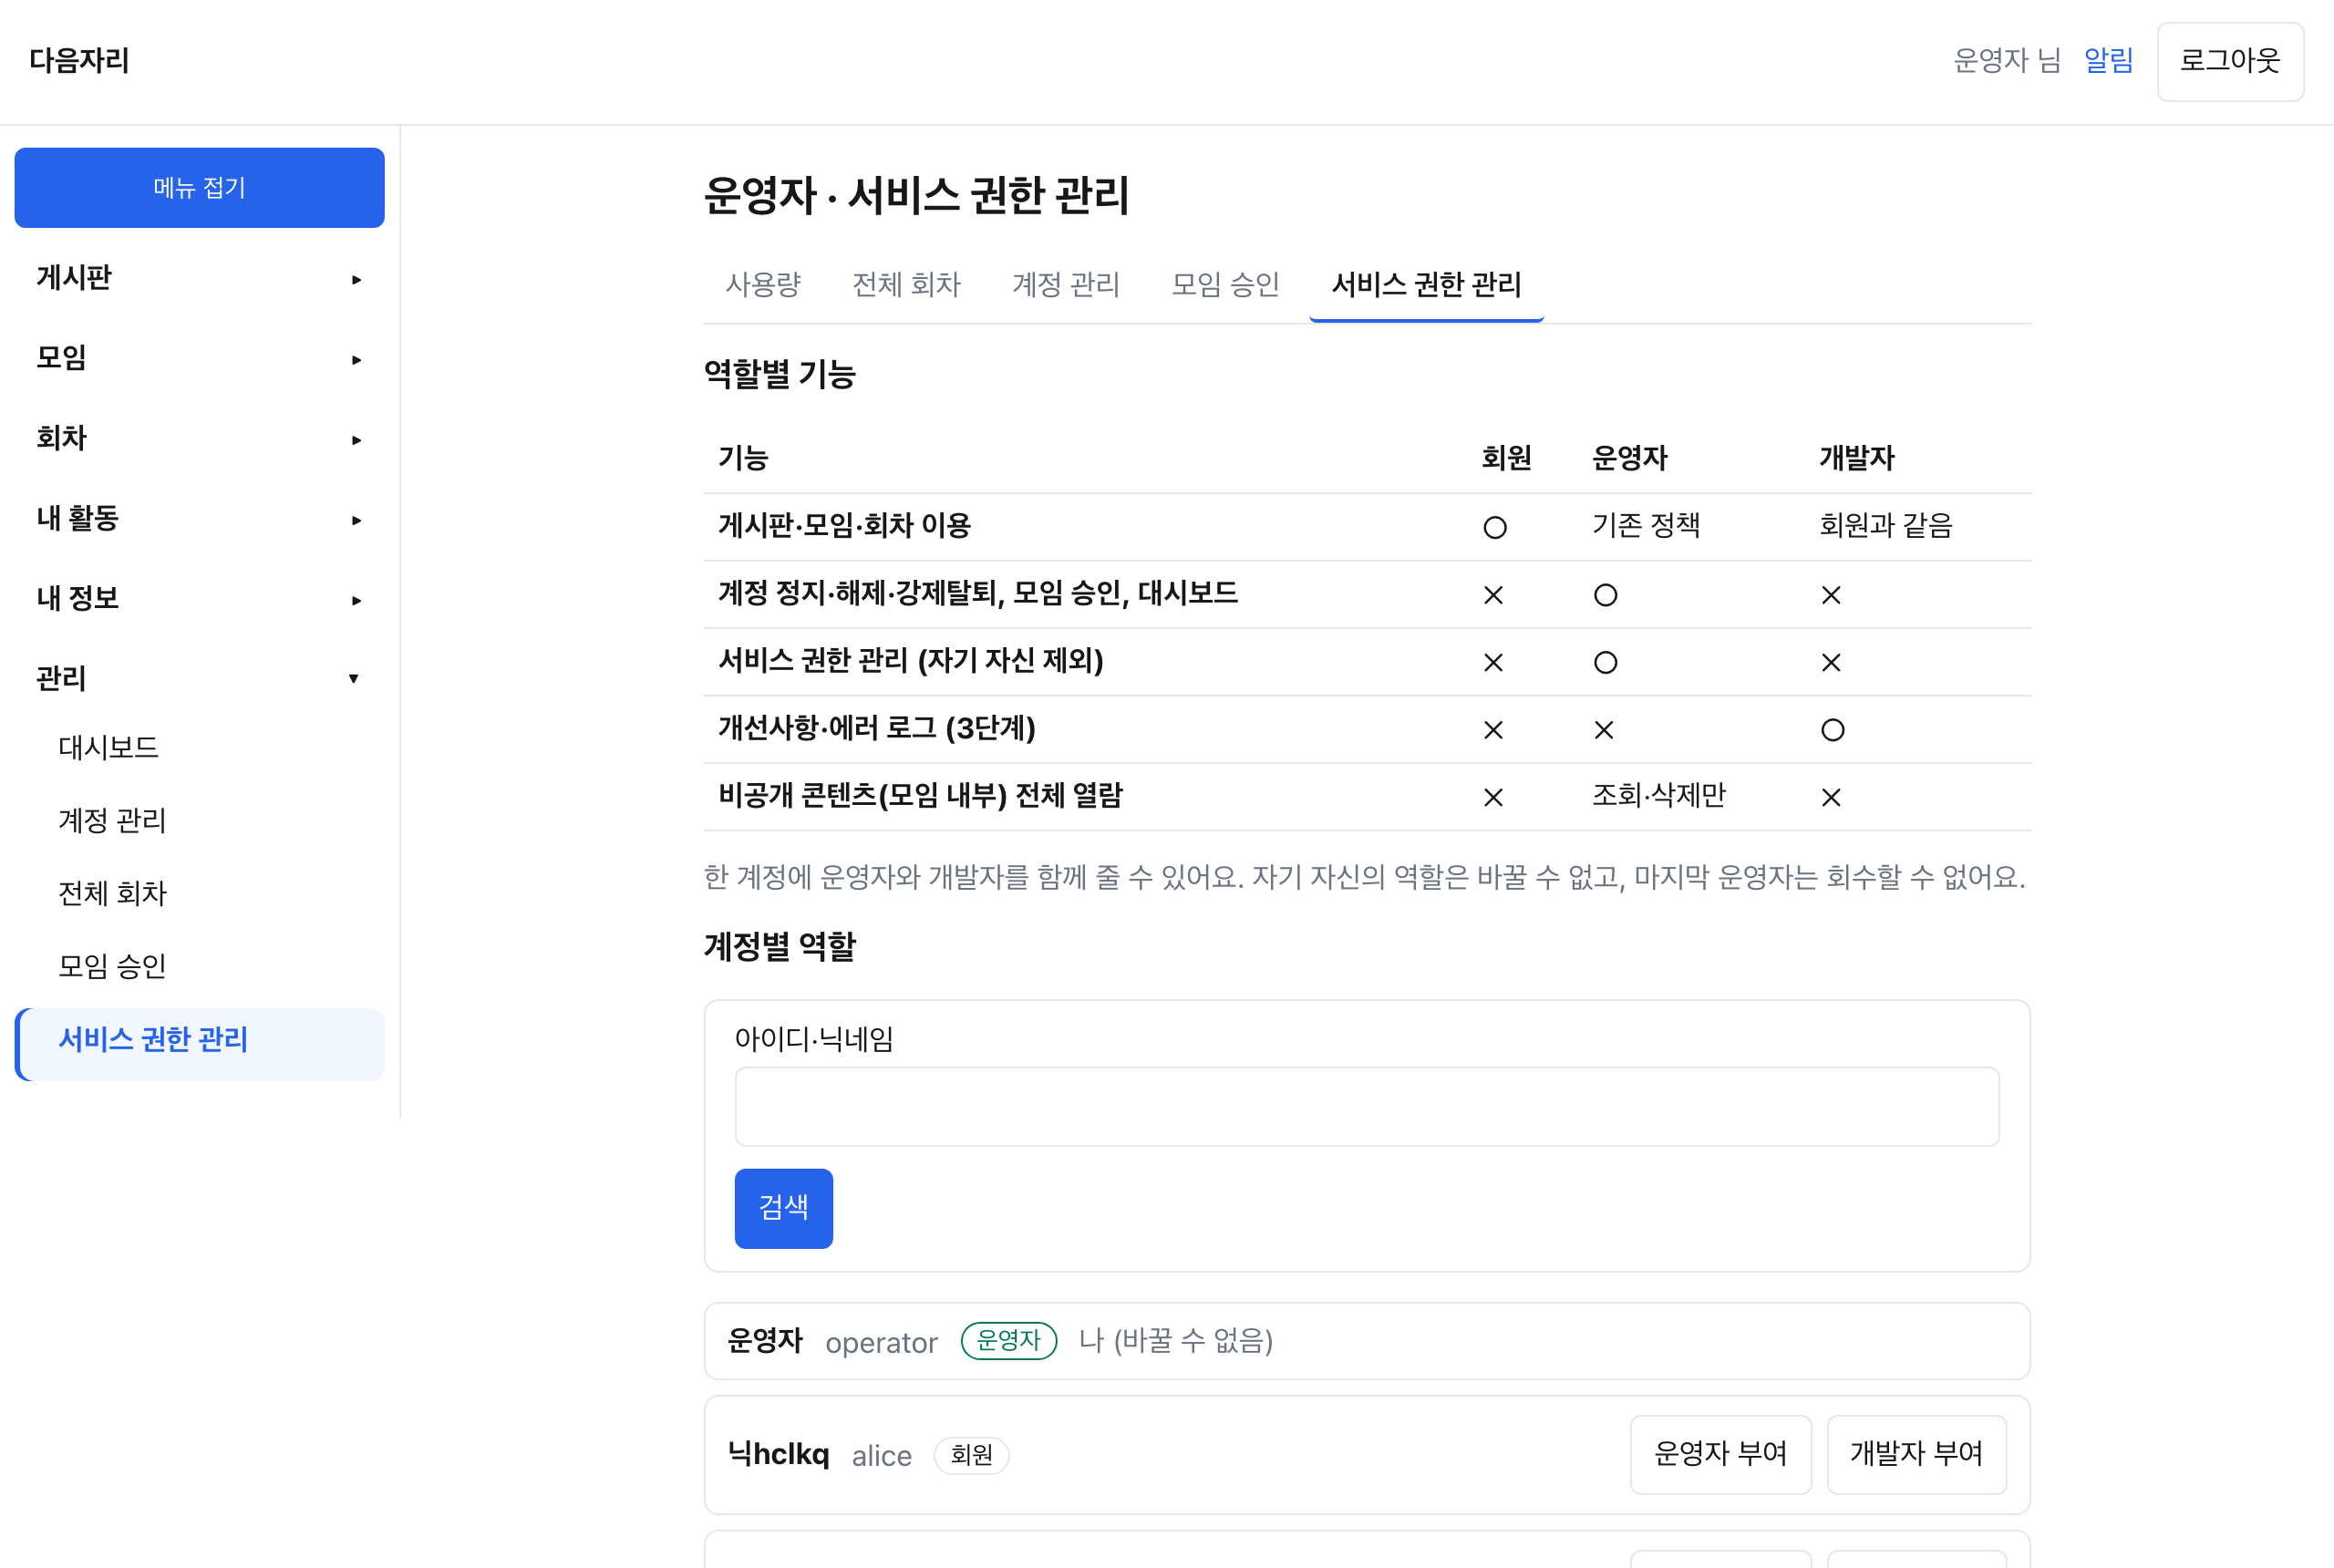 다음자리
운영자 님 알림 로그아웃
메뉴 접기
게시판
모임
회차
내 활동
내 정보
관리
대시보드
계정 관리
전체 회차
모임 승인
서비스 권한 관리
운영자 · 서비스 권한 관리
사용량 전체 회차 계정 관리 모임 승인 서비스 권한 관리
역할별 기능
기능 회원 운영자 개발자
게시판·모임·회차 이용 ○ 기존 정책 회원과 같음
계정 정지·해제·강제탈퇴, 모임 승인, 대시보드 × ○ ×
서비스 권한 관리 (자기 자신 제외) × ○ ×
개선사항·에러 로그 (3단계) × × ○
비공개 콘텐츠(모임 내부) 전체 열람 × 조회·삭제만 ×
한 계정에 운영자와 개발자를 함께 줄 수 있어요. 자기 자신의 역할은 바꿀 수 없고, 마지막 운영자는 회수할 수 없어요.
계정별 역할
아이디·닉네임
검색
운영자 operator 운영자 나 (바꿀 수 없음)
닉hclkq alice 회원 운영자 부여 개발자 부여